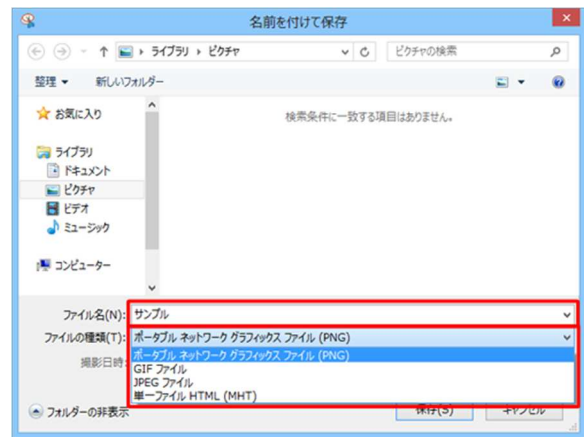 名前を付けて保存
ライブラリ ▸ ピクチャ
ピクチャの検索
整理 ▼ 新しいフォルダー
お気に入り
検索条件に一致する項目はありません。
ライブラリ
ドキュメント
ピクチャ
ビデオ
ミュージック
コンピューター
ファイル名(N): サンプル
ファイルの種類(T): ポータブル ネットワーク グラフィックス ファイル (PNG)
ポータブル ネットワーク グラフィックス ファイル (PNG)
撮影日時:
GIF ファイル
JPEG ファイル
単一ファイル HTML (MHT)
フォルダーの非表示
保存(S)
キャンセル